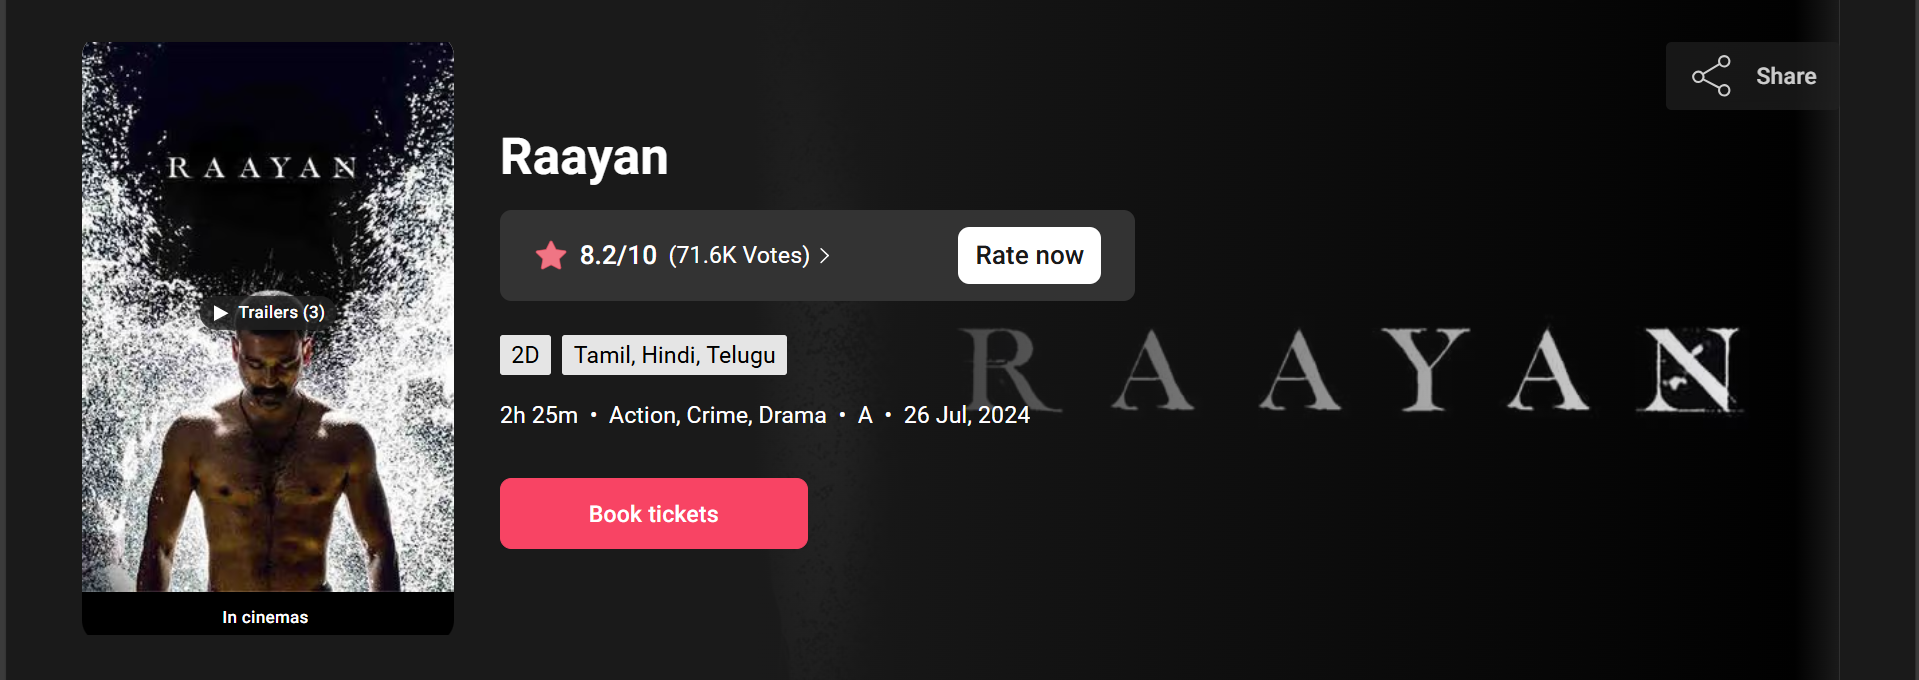 RAAYAN
Trailers (3)
In cinemas
Share
Raayan
8.2/10 (71.6K Votes) >
Rate now
2D
Tamil, Hindi, Telugu
2h 25m • Action, Crime, Drama • A • 26 Jul, 2024
Book tickets
RAAYAN